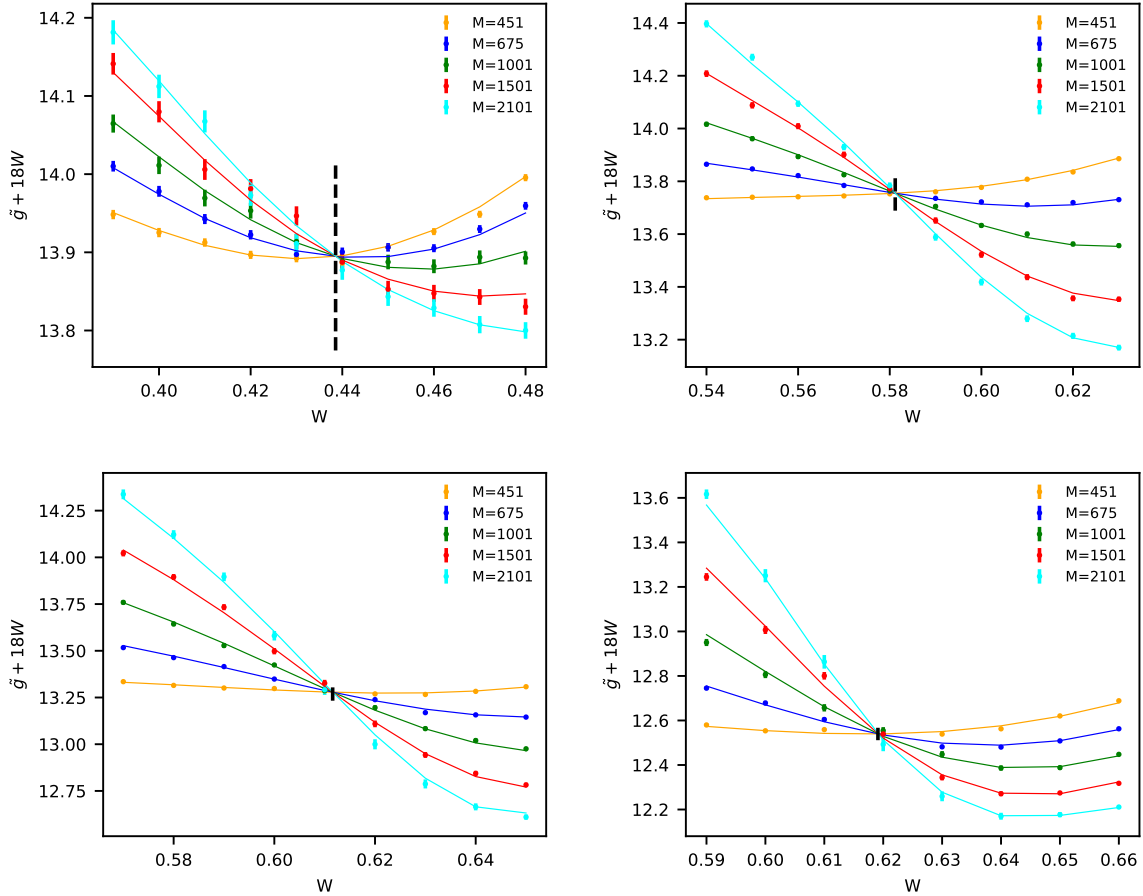 14.2
14.1
14.0
13.9
13.8
g̃ + 18W
0.40
0.42
0.44
0.46
0.48
W
M=451
M=675
M=1001
M=1501
M=2101
14.4
14.2
14.0
13.8
13.6
13.4
13.2
g̃ + 18W
0.54
0.56
0.58
0.60
0.62
W
M=451
M=675
M=1001
M=1501
M=2101
14.25
14.00
13.75
13.50
13.25
13.00
12.75
g̃ + 18W
0.58
0.60
0.62
0.64
W
M=451
M=675
M=1001
M=1501
M=2101
13.6
13.4
13.2
13.0
12.8
12.6
12.4
12.2
g̃ + 18W
0.59
0.60
0.61
0.62
0.63
0.64
0.65
0.66
W
M=451
M=675
M=1001
M=1501
M=2101